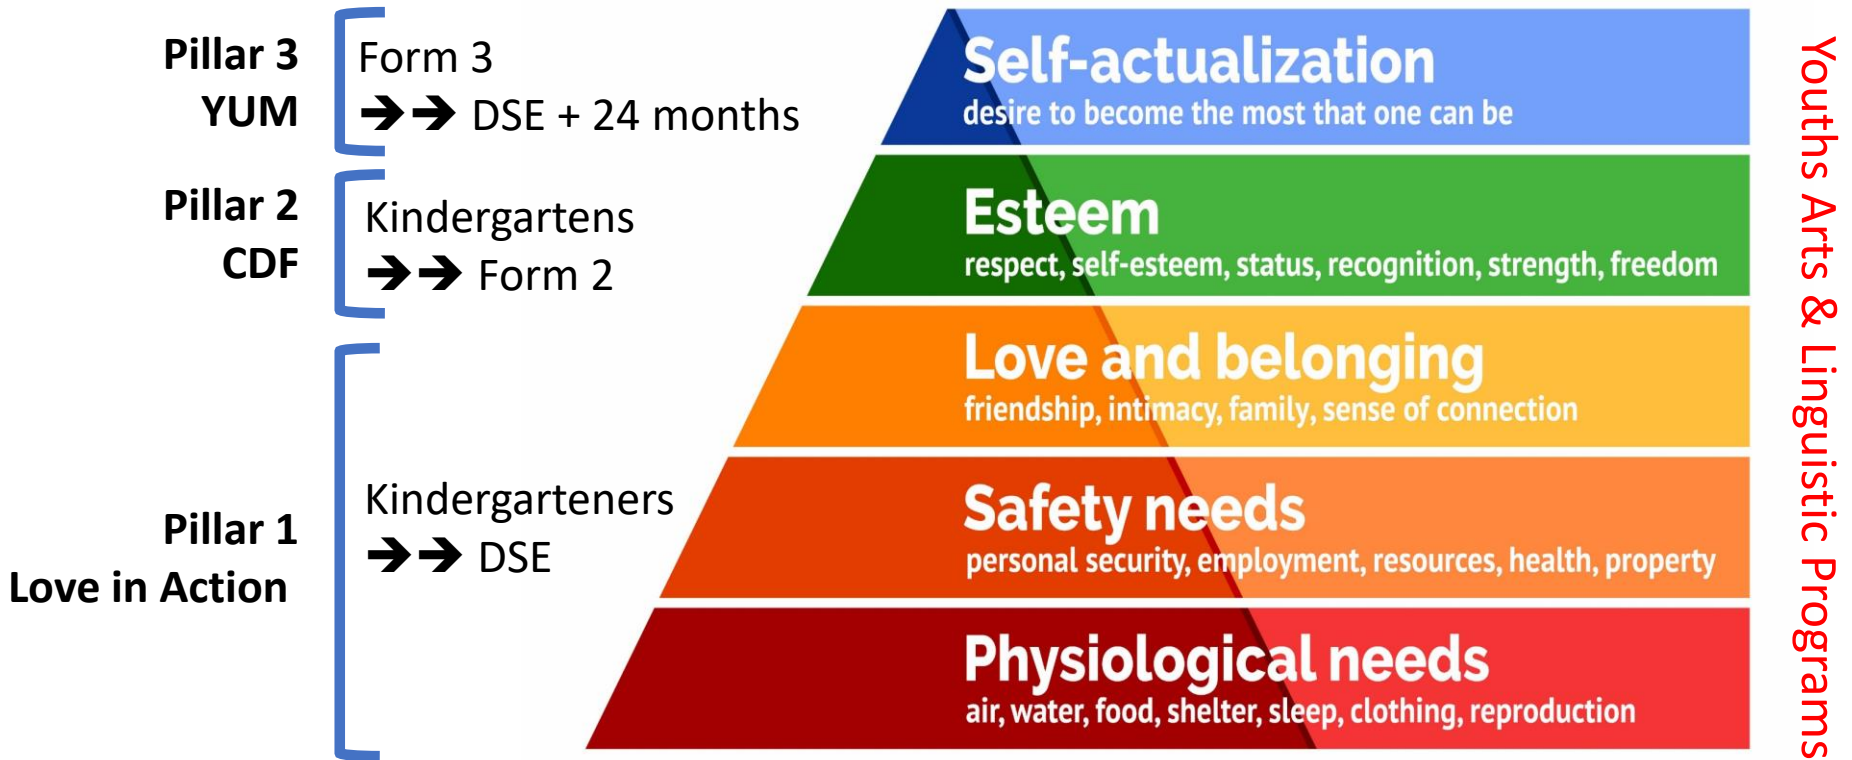 Pillar 3
YUM
Form 3
➔➔ DSE + 24 months
Self-actualization
desire to become the most that one can be
Pillar 2
CDF
Kindergartens
➔➔ Form 2
Esteem
respect, self-esteem, status, recognition, strength, freedom
Love and belonging
friendship, intimacy, family, sense of connection
Pillar 1
Love in Action
Kindergarteners
➔➔ DSE
Safety needs
personal security, employment, resources, health, property
Physiological needs
air, water, food, shelter, sleep, clothing, reproduction
Youths Arts & Linguistic Programs